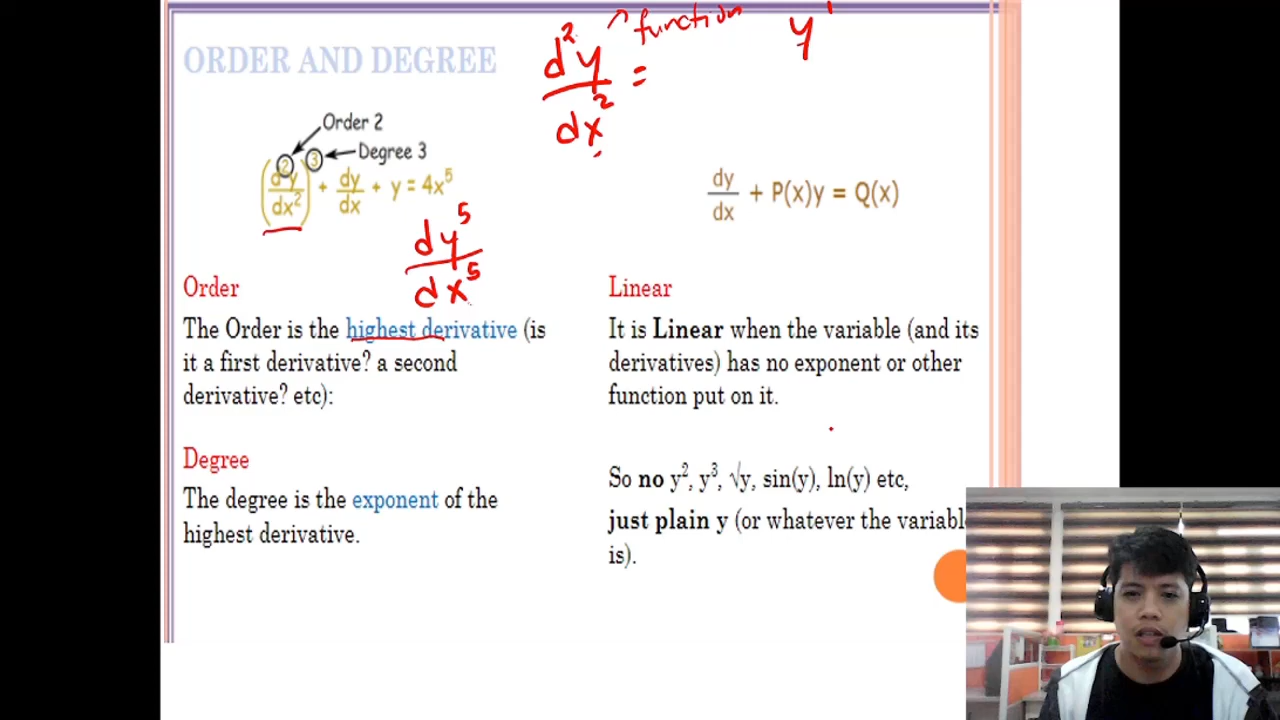 ORDER AND DEGREE
d²y / dx² =
function
y'
Order 2
Degree 3
(d²y/dx²)³ + dy/dx + y = 4x⁵
dy/dx + P(x)y = Q(x)
dy⁵ / dx⁵
Order
The Order is the highest derivative (is
it a first derivative? a second
derivative? etc):
Degree
The degree is the exponent of the
highest derivative.
Linear
It is Linear when the variable (and its
derivatives) has no exponent or other
function put on it.
So no y², y³, √y, sin(y), ln(y) etc,
just plain y (or whatever the variable
is).